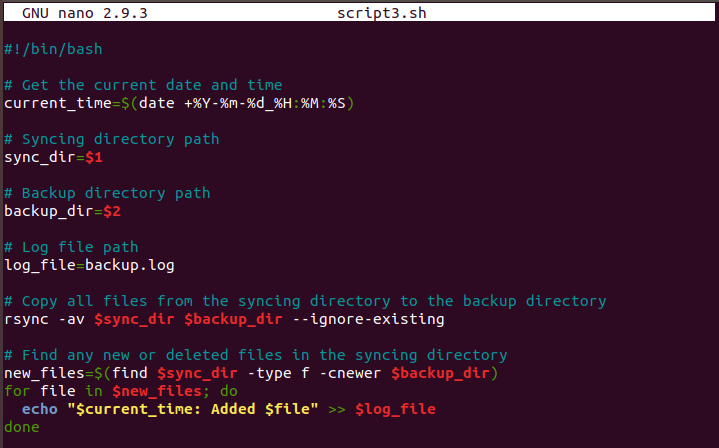 GNU nano 2.9.3 script3.sh
#!/bin/bash
# Get the current date and time
current_time=$(date +%Y-%m-%d_%H:%M:%S)
# Syncing directory path
sync_dir=$1
# Backup directory path
backup_dir=$2
# Log file path
log_file=backup.log
# Copy all files from the syncing directory to the backup directory
rsync -av $sync_dir $backup_dir --ignore-existing
# Find any new or deleted files in the syncing directory
new_files=$(find $sync_dir -type f -cnewer $backup_dir)
for file in $new_files; do
  echo "$current_time: Added $file" >> $log_file
done